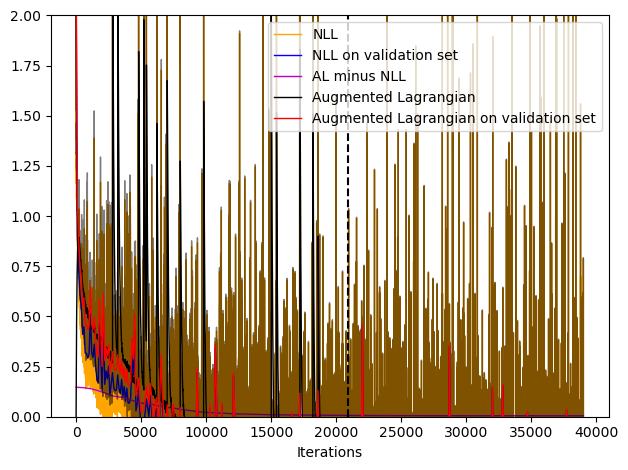 2.00
1.75
1.50
1.25
1.00
0.75
0.50
0.25
0.00
NLL
NLL on validation set
AL minus NLL
Augmented Lagrangian
Augmented Lagrangian on validation set
0 5000 10000 15000 20000 25000 30000 35000 40000
Iterations